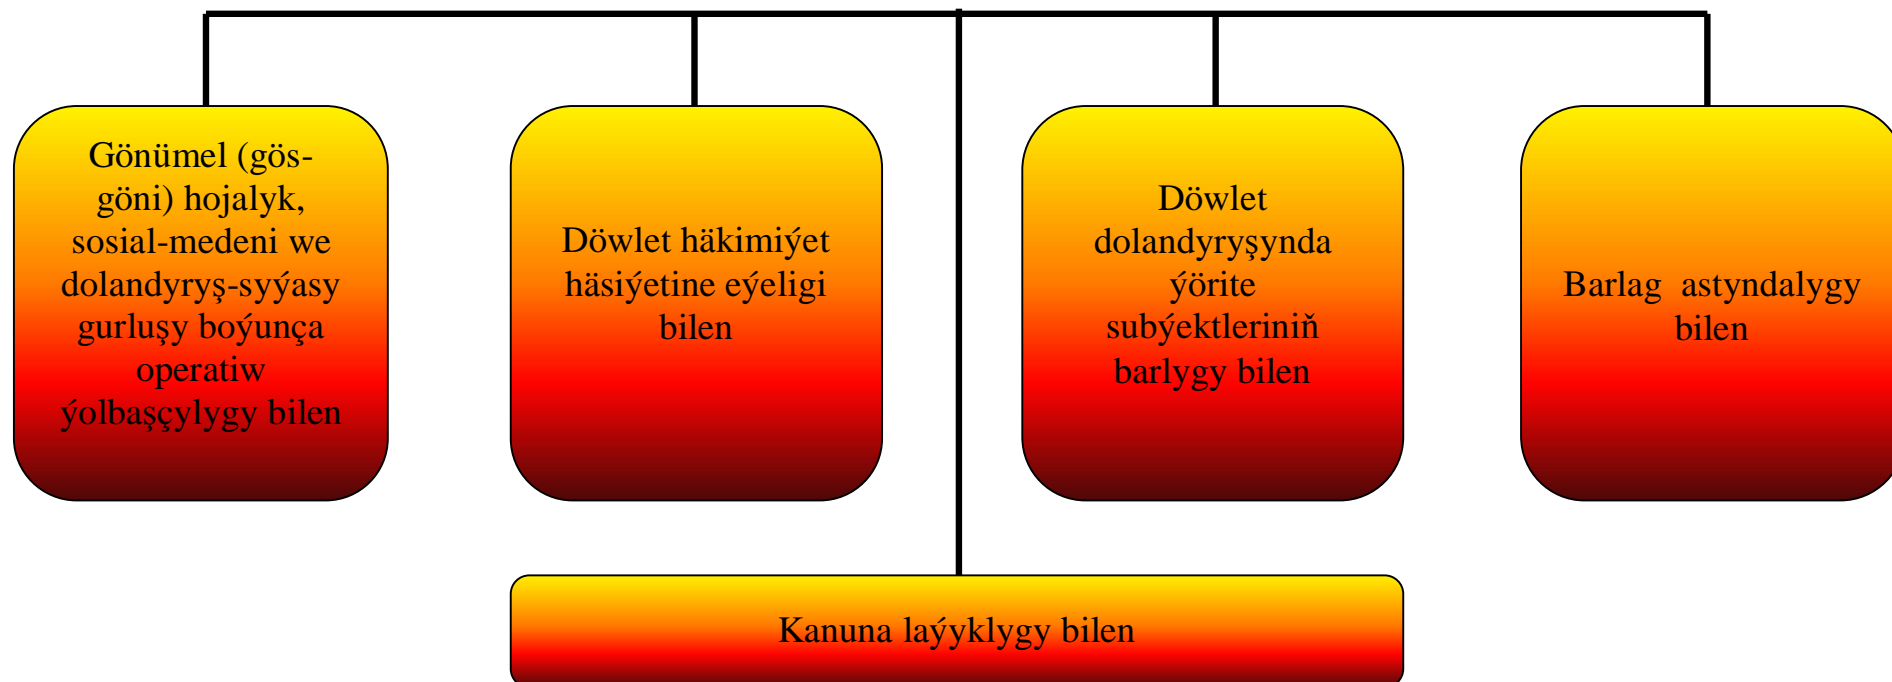 Gönümel (gös-
göni) hojalyk,
sosial-medeni we
dolandyryş-syýasy
gurluşy boýunça
operatiw
ýolbaşçylygy bilen
Döwlet häkimiýet
häsiýetine eýeligi
bilen
Döwlet
dolandyryşynda
ýörite
subýektleriniň
barlygy bilen
Barlag astyndalygy
bilen
Kanuna laýyklygy bilen